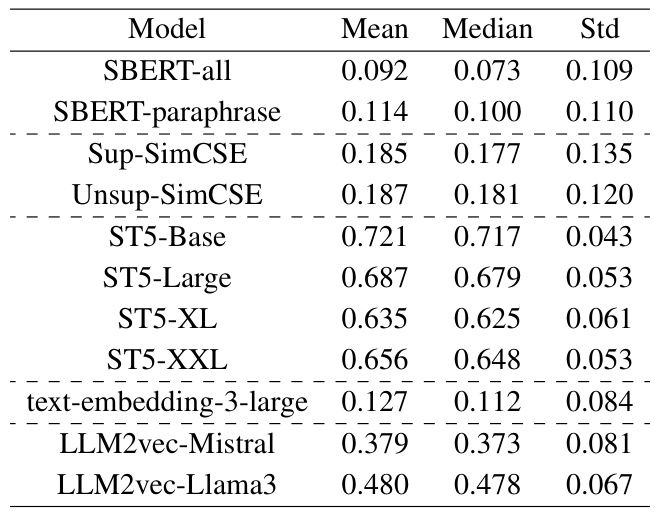 Model Mean Median Std
SBERT-all 0.092 0.073 0.109
SBERT-paraphrase 0.114 0.100 0.110
Sup-SimCSE 0.185 0.177 0.135
Unsup-SimCSE 0.187 0.181 0.120
ST5-Base 0.721 0.717 0.043
ST5-Large 0.687 0.679 0.053
ST5-XL 0.635 0.625 0.061
ST5-XXL 0.656 0.648 0.053
text-embedding-3-large 0.127 0.112 0.084
LLM2vec-Mistral 0.379 0.373 0.081
LLM2vec-Llama3 0.480 0.478 0.067